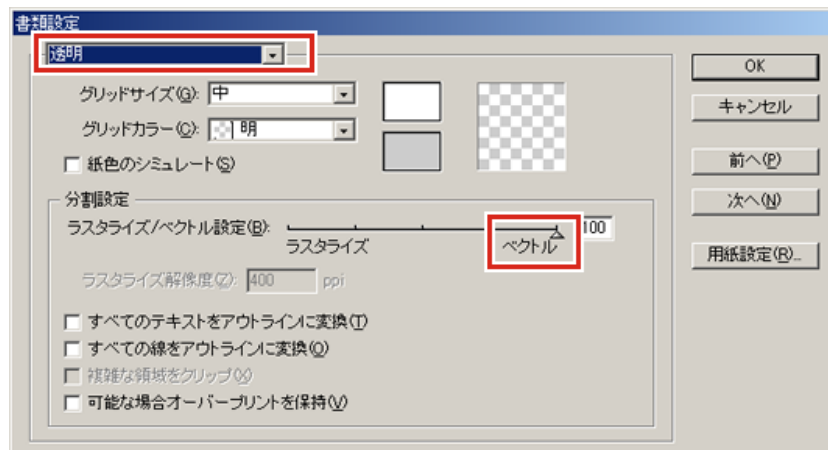 書類設定
透明
OK
グリッドサイズ(G): 中
キャンセル
グリッドカラー(C): 明
紙色のシミュレート(S)
前へ(P)
分割設定
次へ(N)
ラスタライズ/ベクトル設定(B): 100
ラスタライズ ベクトル
用紙設定(R)...
ラスタライズ解像度(Z): 400 ppi
すべてのテキストをアウトラインに変換(T)
すべての線をアウトラインに変換(O)
複雑な領域をクリップ(X)
可能な場合オーバープリントを保持(V)